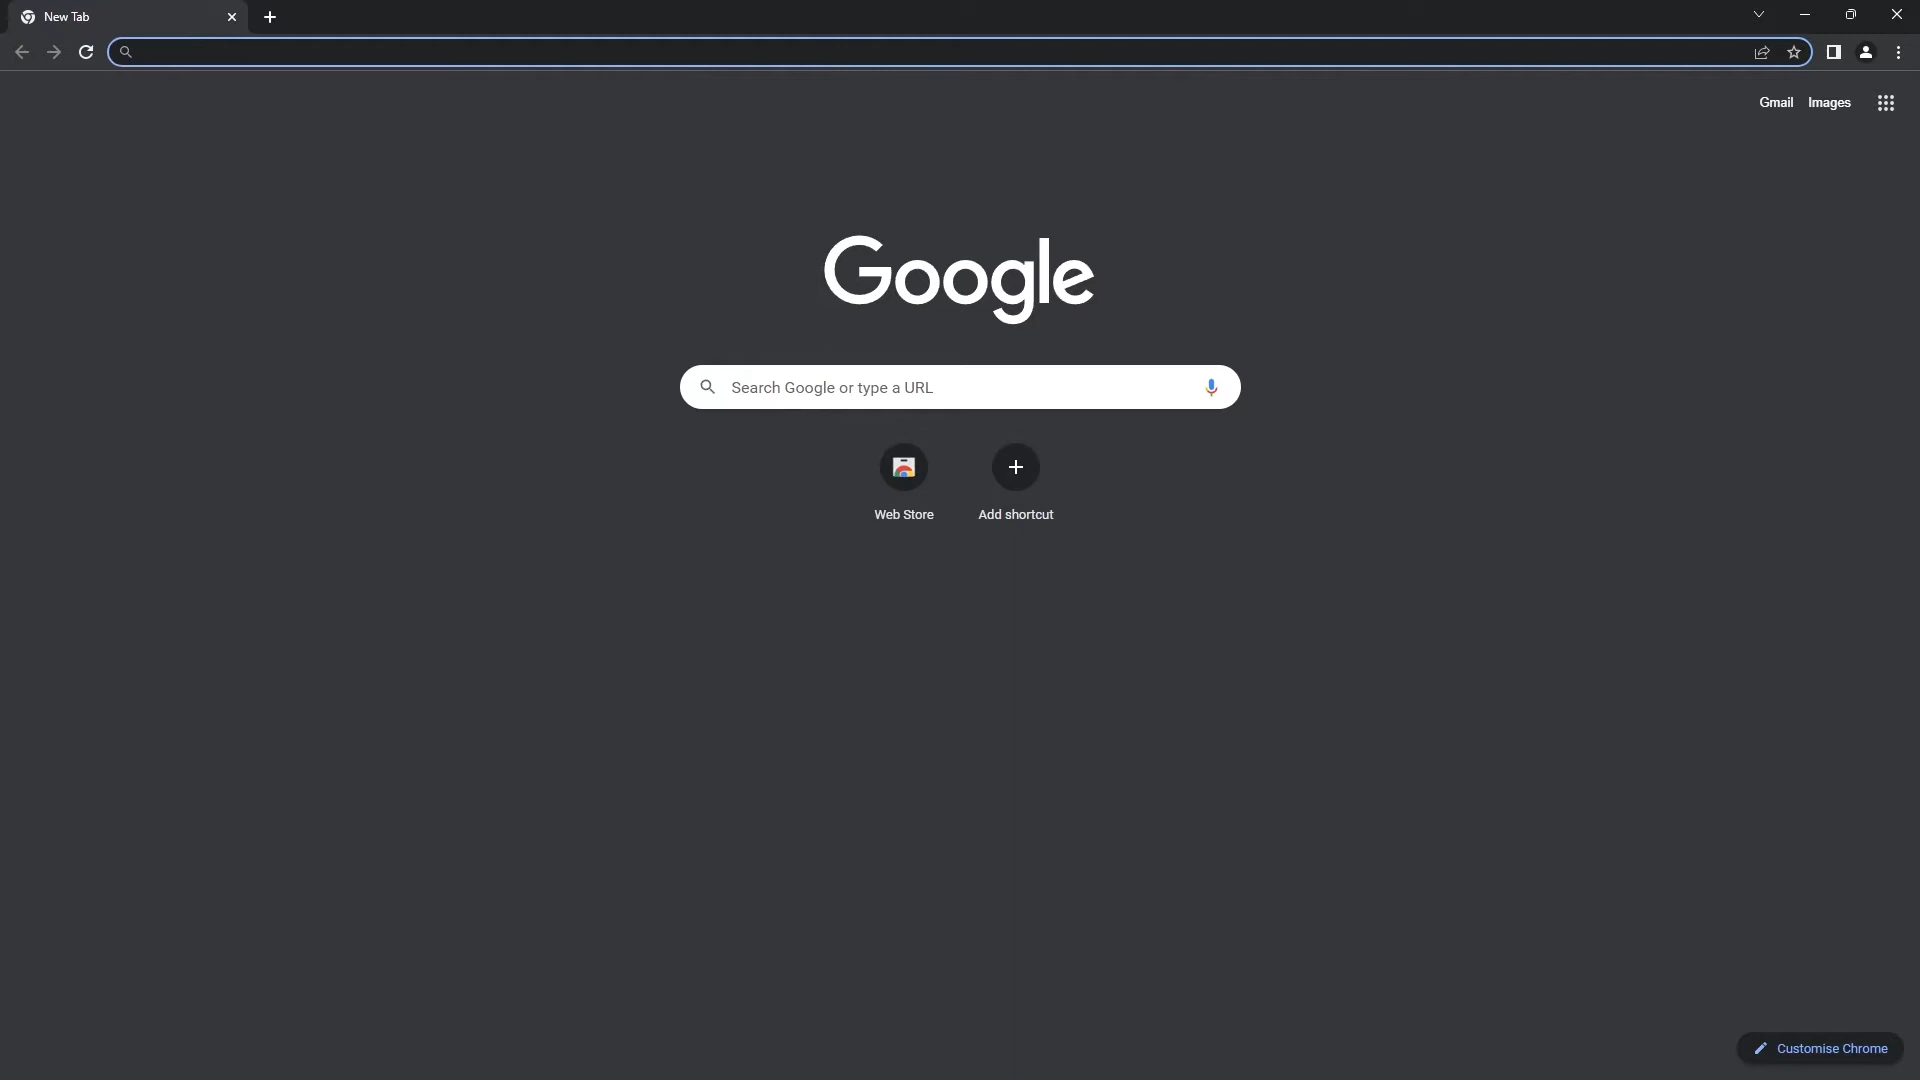 New Tab
Gmail Images
Google
Search Google or type a URL
Web Store Add shortcut
Customise Chrome